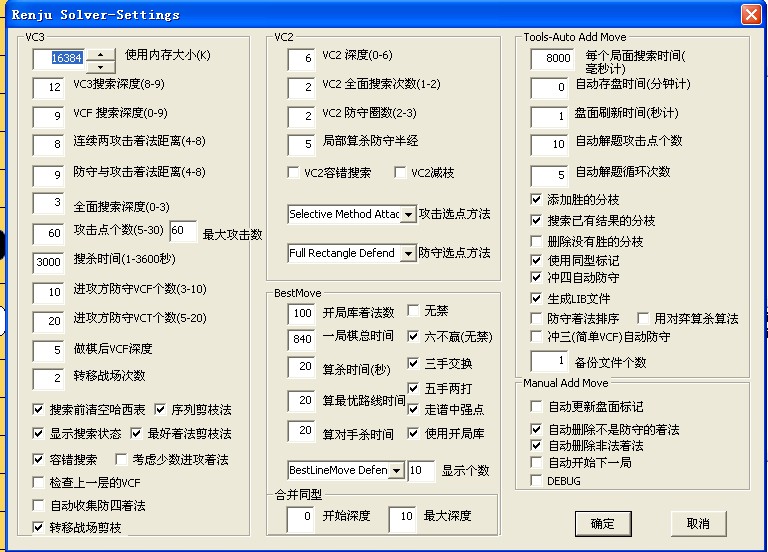 Renju Solver-Settings
VC3
16384 使用内存大小(K)
12 VC3搜索深度(8-9)
9 VCF 搜索深度(0-9)
8 连续两攻击着法距离(4-8)
9 防守与攻击着法距离(4-8)
3 全面搜索深度(0-3)
60 攻击点个数(5-30) 60 最大攻击数
3000 搜杀时间(1-3600秒)
10 进攻方防守VCF个数(3-10)
20 进攻方防守VCT个数(5-20)
5 做棋后VCF深度
2 转移战场次数
搜索前清空哈西表 序列剪枝法
显示搜索状态 最好着法剪枝法
容错搜索 考虑少数进攻着法
检查上一层的VCF
自动收集防四着法
转移战场剪枝
VC2
6 VC2 深度(0-6)
2 VC2 全面搜索次数(1-2)
2 VC2 防守圈数(2-3)
5 局部算杀防守半经
VC2容错搜索 VC2减枝
Selective Method Attac 攻击选点方法
Full Rectangle Defend 防守选点方法
BestMove
100 开局库着法数 无禁
840 一局棋总时间 六不赢(无禁)
20 算杀时间(秒) 三手交换
20 算最优路线时间 五手两打
走谱中强点
20 算对手杀时间 使用开局库
BestLineMove Defen 10 显示个数
合并同型
0 开始深度 10 最大深度
Tools-Auto Add Move
8000 每个局面搜索时间(
毫秒计)
0 自动存盘时间(分钟计)
1 盘面刷新时间(秒计)
10 自动解题攻击点个数
5 自动解题循环次数
添加胜的分枝
搜索已有结果的分枝
删除没有胜的分枝
使用同型标记
冲四自动防守
生成LIB文件
防守着法排序 用对弈算杀算法
冲三(简单VCF)自动防守
1 备份文件个数
Manual Add Move
自动更新盘面标记
自动删除不是防守的着法
自动删除非法着法
自动开始下一局
DEBUG
确定 取消